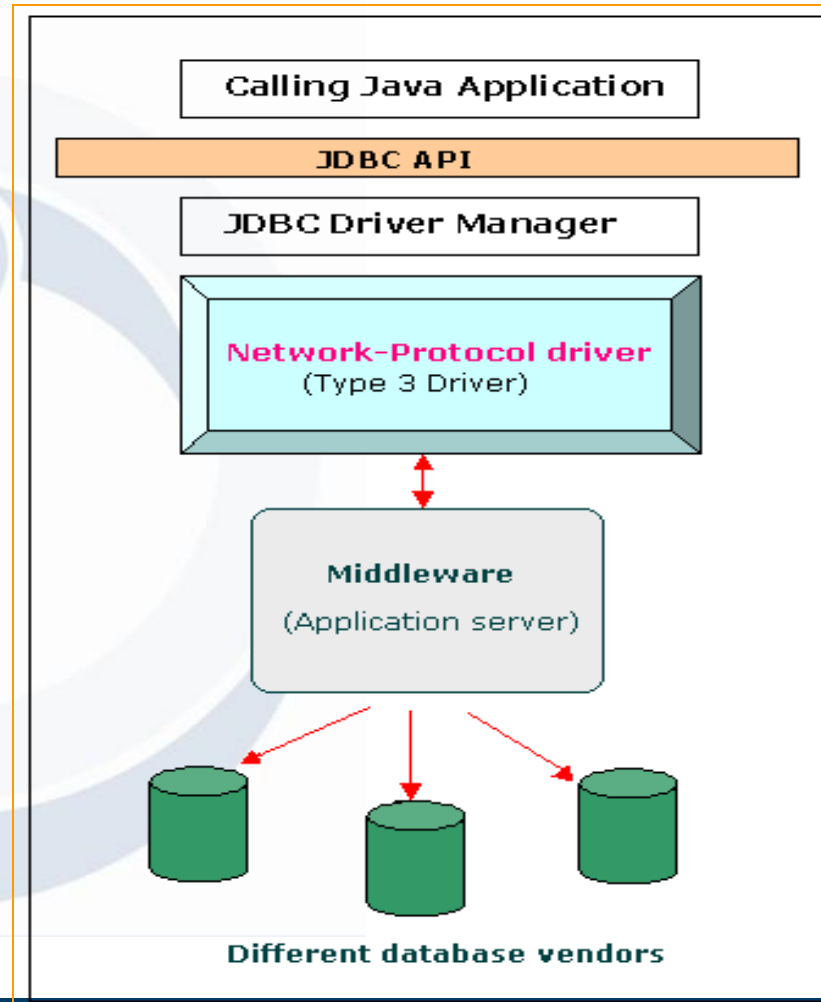 Calling Java Application
JDBC API
JDBC Driver Manager
Network-Protocol driver
(Type 3 Driver)
Middleware
(Application server)
Different database vendors